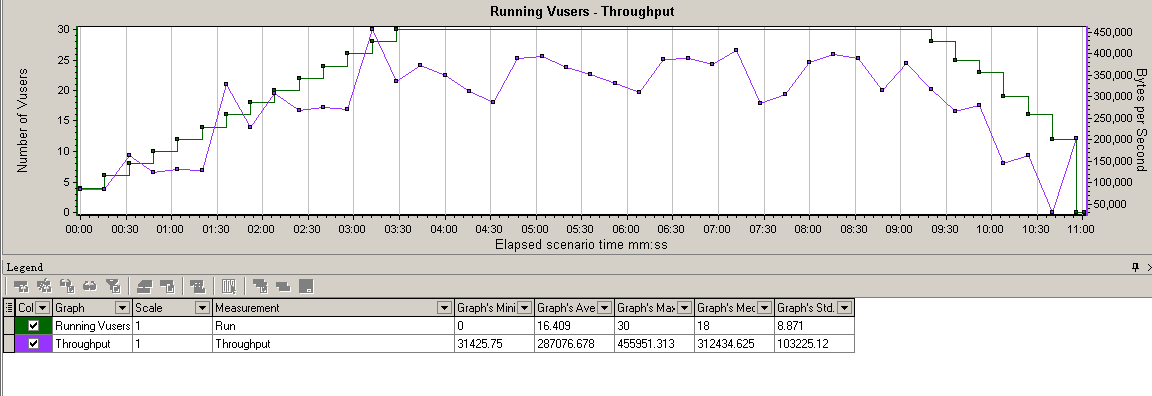 Running Vusers - Throughput
30
25
20
15
10
5
0
Number of Vusers
450,000
400,000
350,000
300,000
250,000
200,000
150,000
100,000
50,000
Bytes per Second
00:00 00:30 01:00 01:30 02:00 02:30 03:00 03:30 04:00 04:30 05:00 05:30 06:00 06:30 07:00 07:30 08:00 08:30 09:00 09:30 10:00 10:30 11:00
Elapsed scenario time mm:ss
Legend
Col Graph Scale Measurement Graph's Mini Graph's Ave Graph's Max Graph's Med Graph's Std.
Running Vusers 1 Run 0 16.409 30 18 8.871
Throughput 1 Throughput 31425.75 287076.678 455951.313 312434.625 103225.12